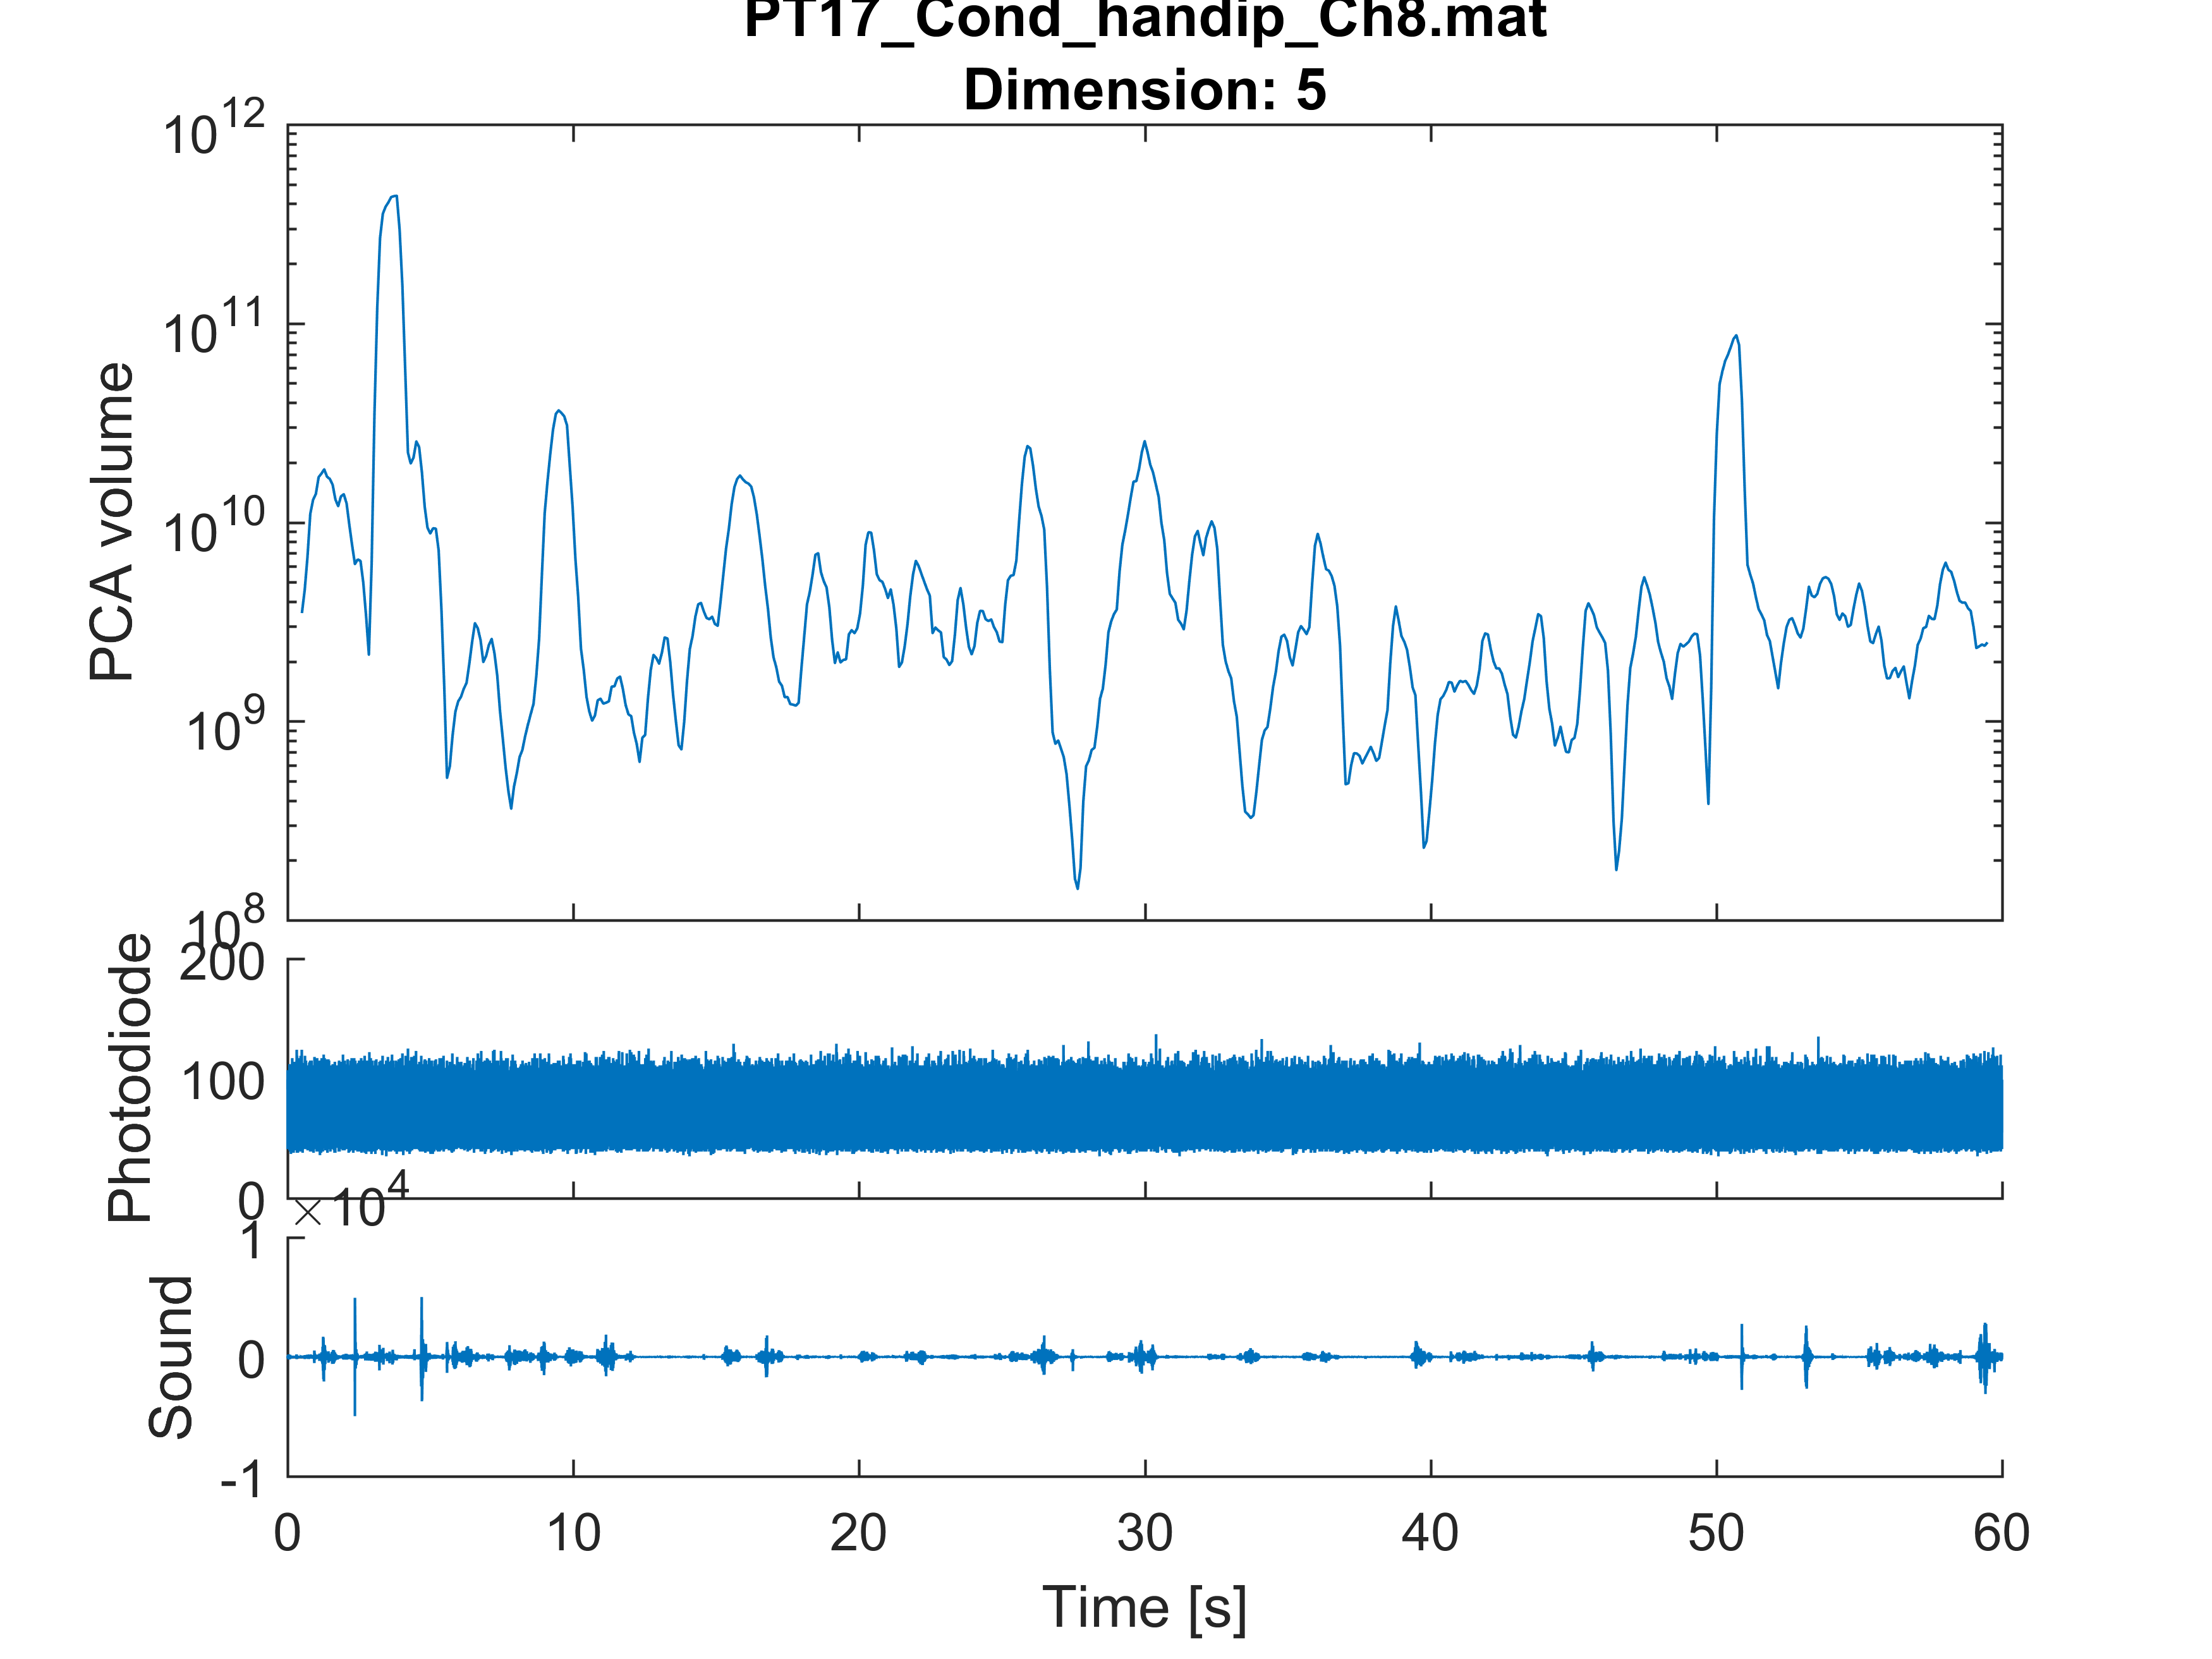 PT17_Cond_handip_Ch8.mat
Dimension: 5
10^12
10^11
10^10
10^9
10^8
PCA volume
200
100
0
Photodiode
×10^4
1
0
-1
Sound
0 10 20 30 40 50 60
Time [s]